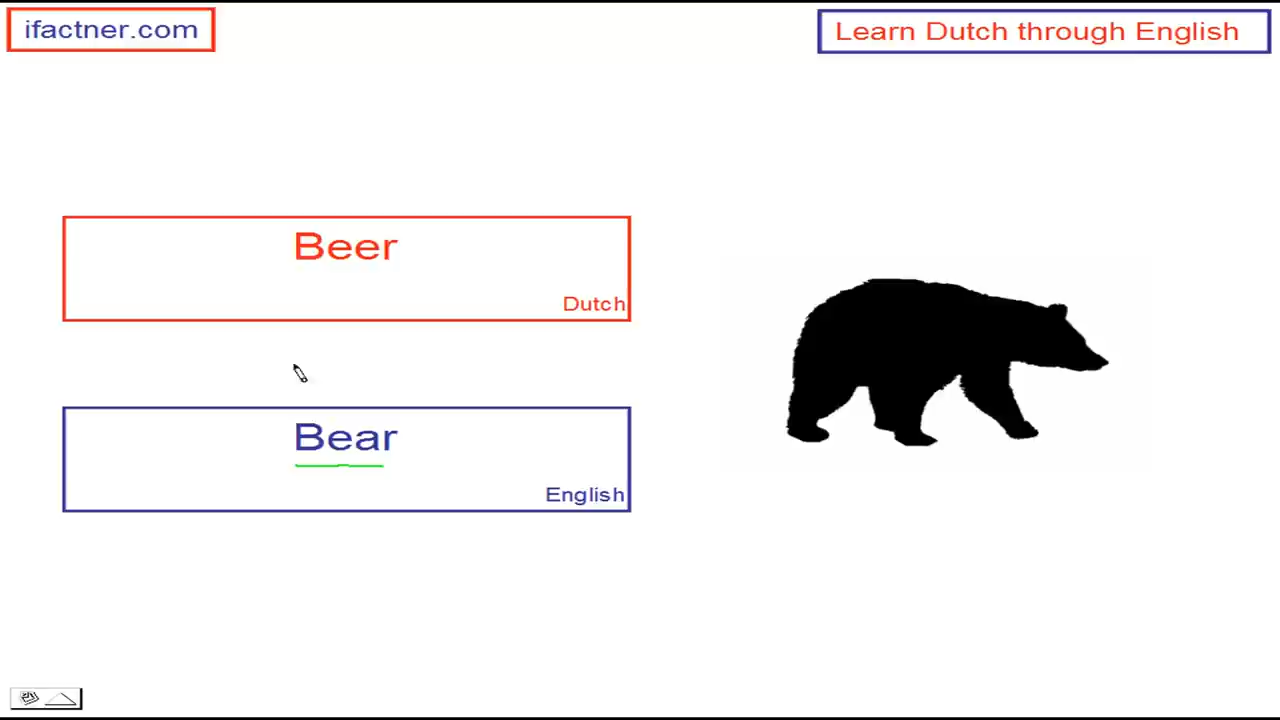 ifactner.com
Learn Dutch through English
Beer
Dutch
Bear
English